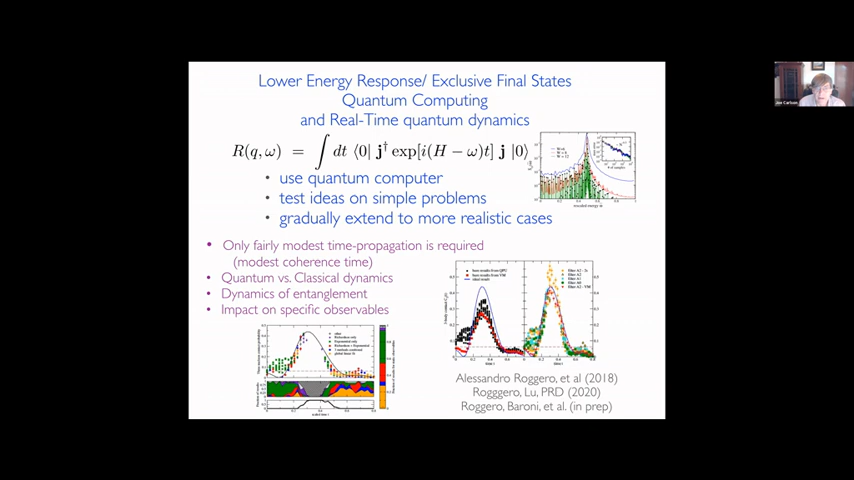 Lower Energy Response/ Exclusive Final States
Quantum Computing
and Real-Time quantum dynamics
R(q, ω) = ∫ dt ⟨0| j† exp[i(H − ω)t] j |0⟩
• use quantum computer
• test ideas on simple problems
• gradually extend to more realistic cases
• Only fairly modest time-propagation is required
(modest coherence time)
• Quantum vs. Classical dynamics
• Dynamics of entanglement
• Impact on specific observables
Alessandro Roggero, et al (2018)
Rogggero, Lu, PRD (2020)
Roggero, Baroni, et al. (in prep)
Joe Carlson